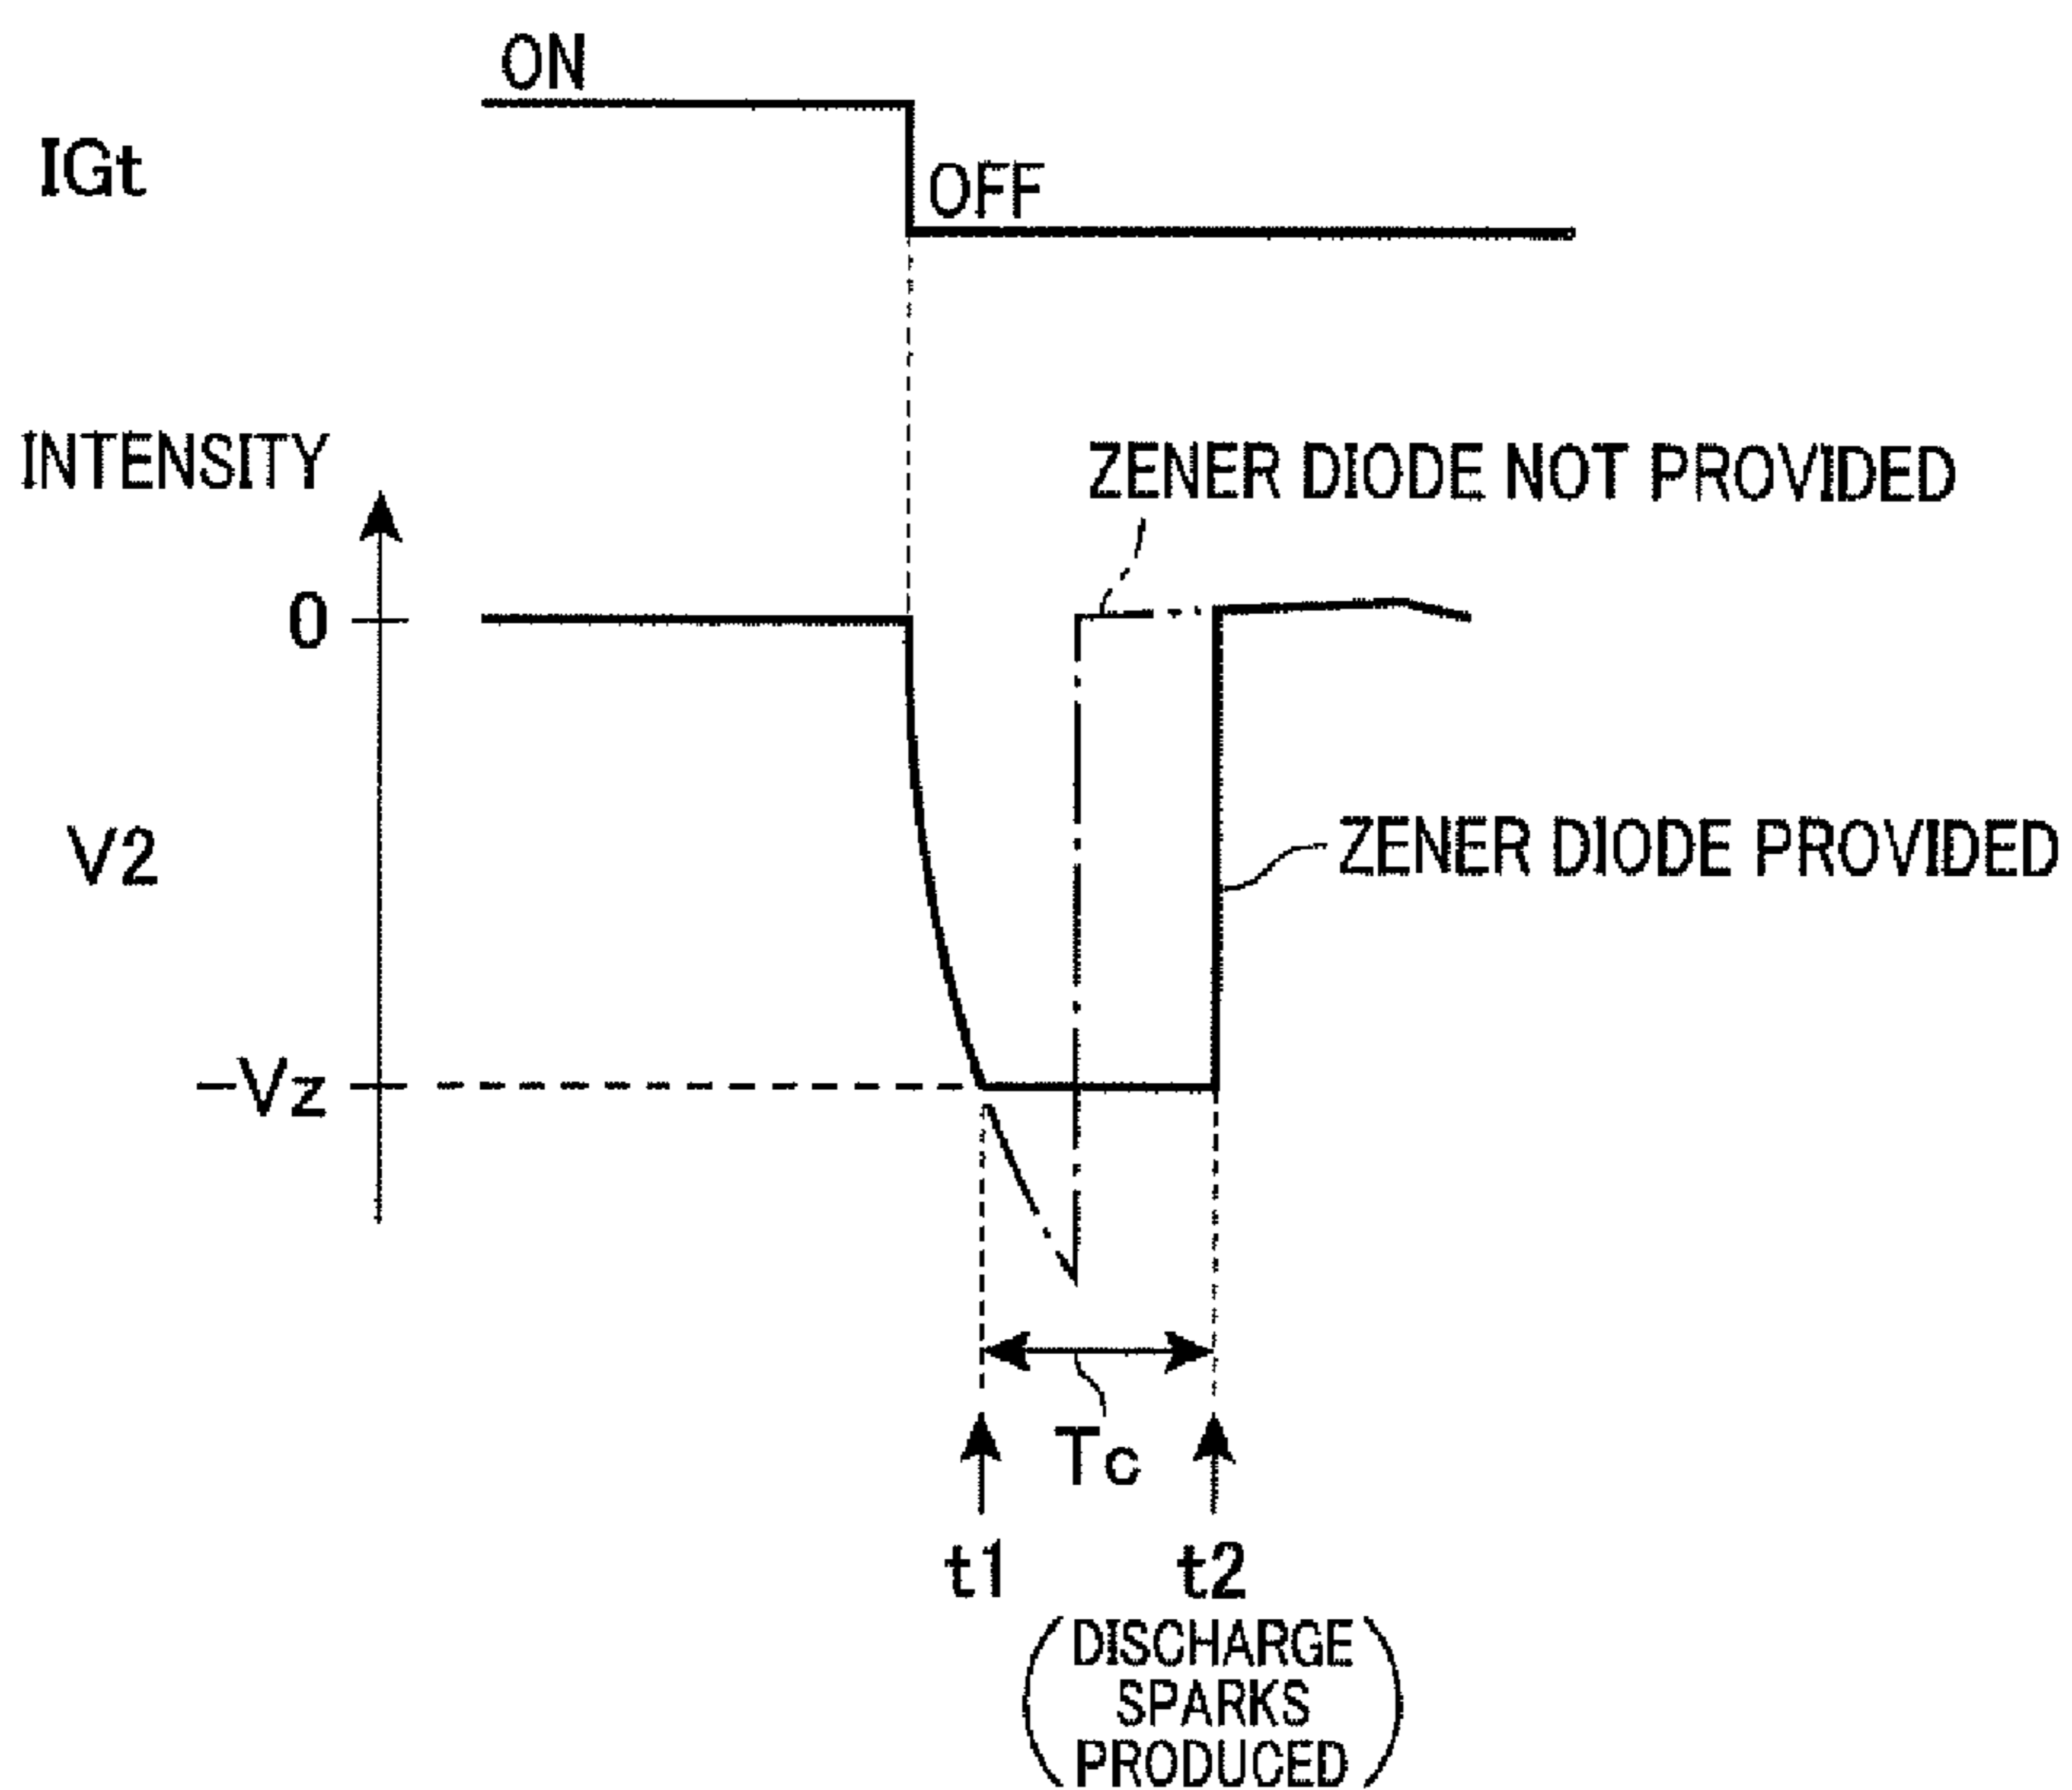 ON
IGt
OFF
INTENSITY
ZENER DIODE NOT PROVIDED
0
V2
ZENER DIODE PROVIDED
-Vz
Tc
t1
t2
(DISCHARGE
SPARKS
PRODUCED)